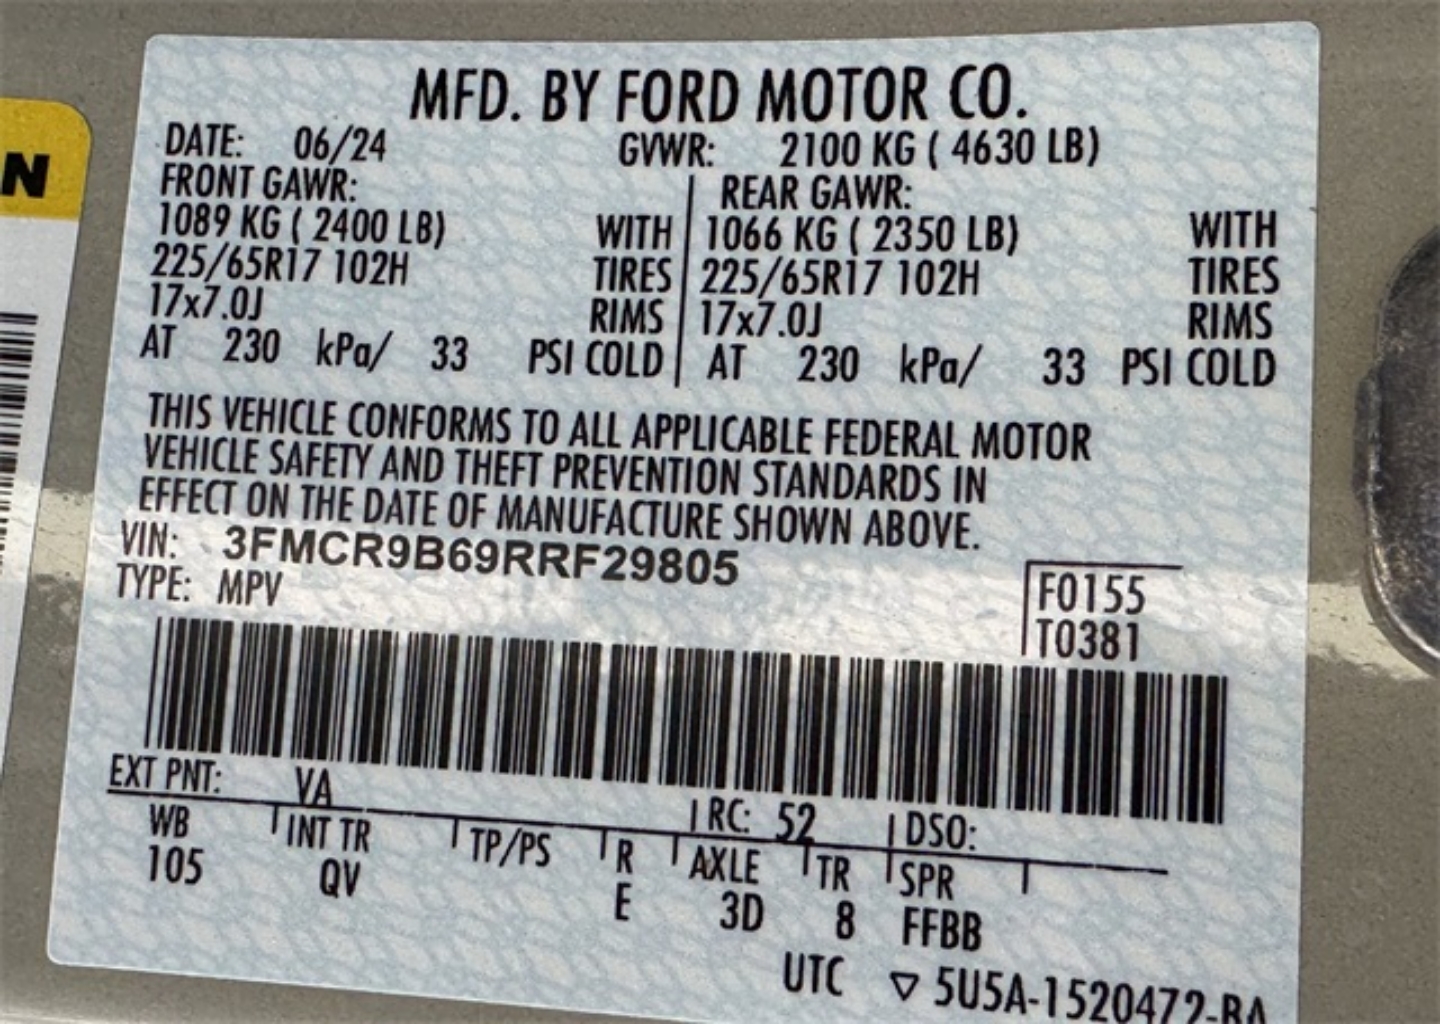 N
MFD. BY FORD MOTOR CO.
DATE: 06/24 GVWR: 2100 KG ( 4630 LB)
FRONT GAWR: REAR GAWR:
1089 KG ( 2400 LB) WITH 1066 KG ( 2350 LB) WITH
225/65R17 102H TIRES 225/65R17 102H TIRES
17x7.0J RIMS 17x7.0J RIMS
AT 230 kPa/ 33 PSI COLD AT 230 kPa/ 33 PSI COLD
THIS VEHICLE CONFORMS TO ALL APPLICABLE FEDERAL MOTOR
VEHICLE SAFETY AND THEFT PREVENTION STANDARDS IN
EFFECT ON THE DATE OF MANUFACTURE SHOWN ABOVE.
VIN: 3FMCR9B69RRF29805
TYPE: MPV F0155
T0381
EXT PNT: VA RC: 52 DSO:
WB INT TR TP/PS R AXLE TR SPR
105 QV E 3D 8 FFBB
UTC ▽ 5U5A-1520472-BA